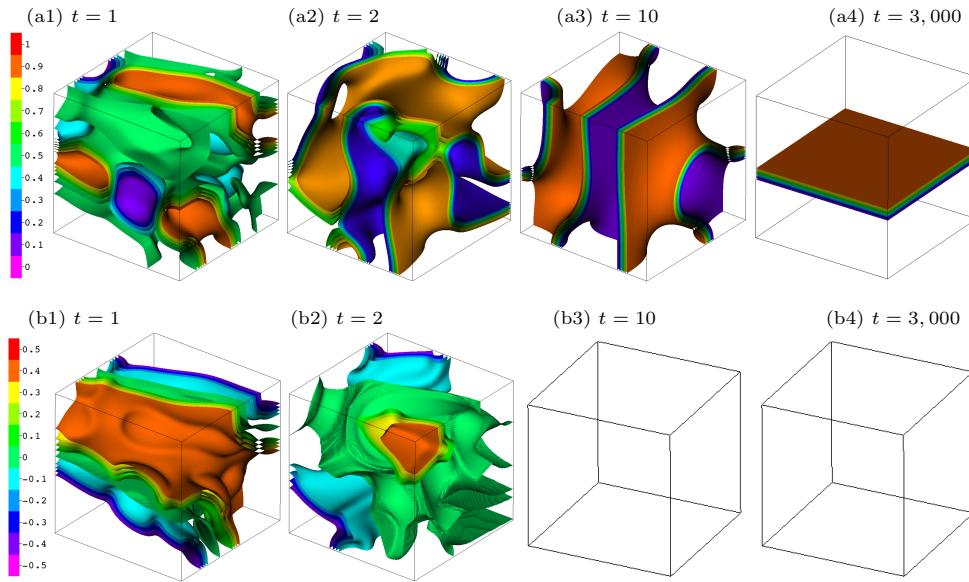 (a1) t = 1
(a2) t = 2
(a3) t = 10
(a4) t = 3, 000
1
0.9
0.8
0.7
0.6
0.5
0.4
0.3
0.2
0.1
0
(b1) t = 1
(b2) t = 2
(b3) t = 10
(b4) t = 3, 000
0.5
0.4
0.3
0.2
0.1
0
-0.1
-0.2
-0.3
-0.4
-0.5